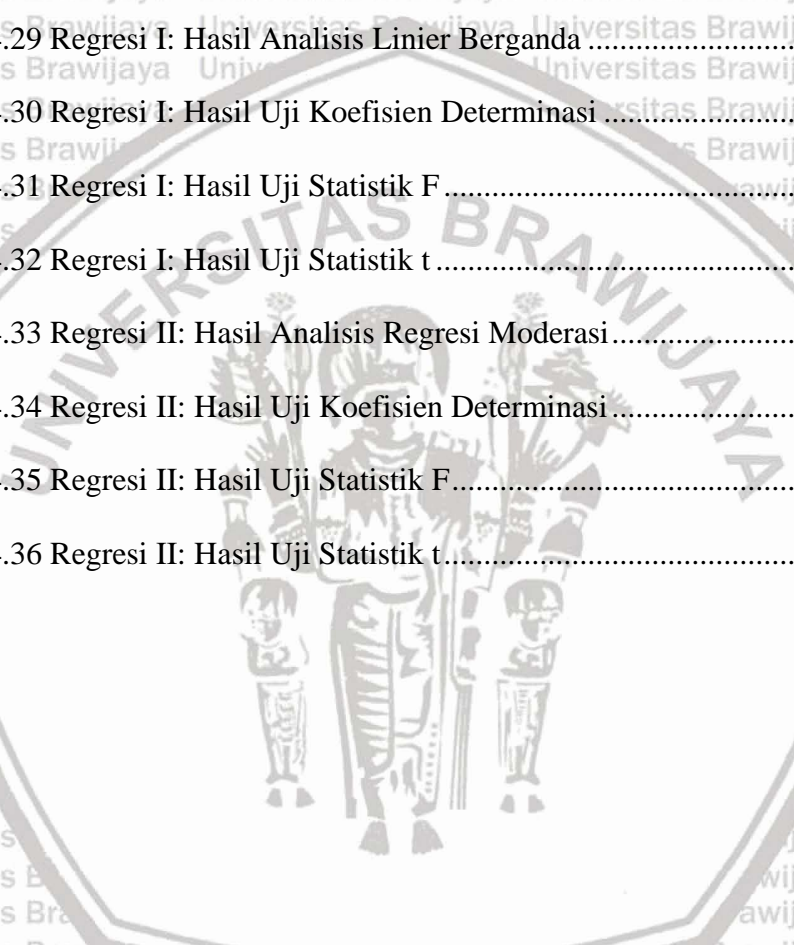 .29 Regresi I: Hasil Analisis Linier Berganda ..........................
.30 Regresi I: Hasil Uji Koefisien Determinasi ........................
.31 Regresi I: Hasil Uji Statistik F ............................................
.32 Regresi I: Hasil Uji Statistik t .............................................
.33 Regresi II: Hasil Analisis Regresi Moderasi .......................
.34 Regresi II: Hasil Uji Koefisien Determinasi .......................
.35 Regresi II: Hasil Uji Statistik F ...........................................
.36 Regresi II: Hasil Uji Statistik t ............................................
UNIVERSITAS BRAWIJAYA